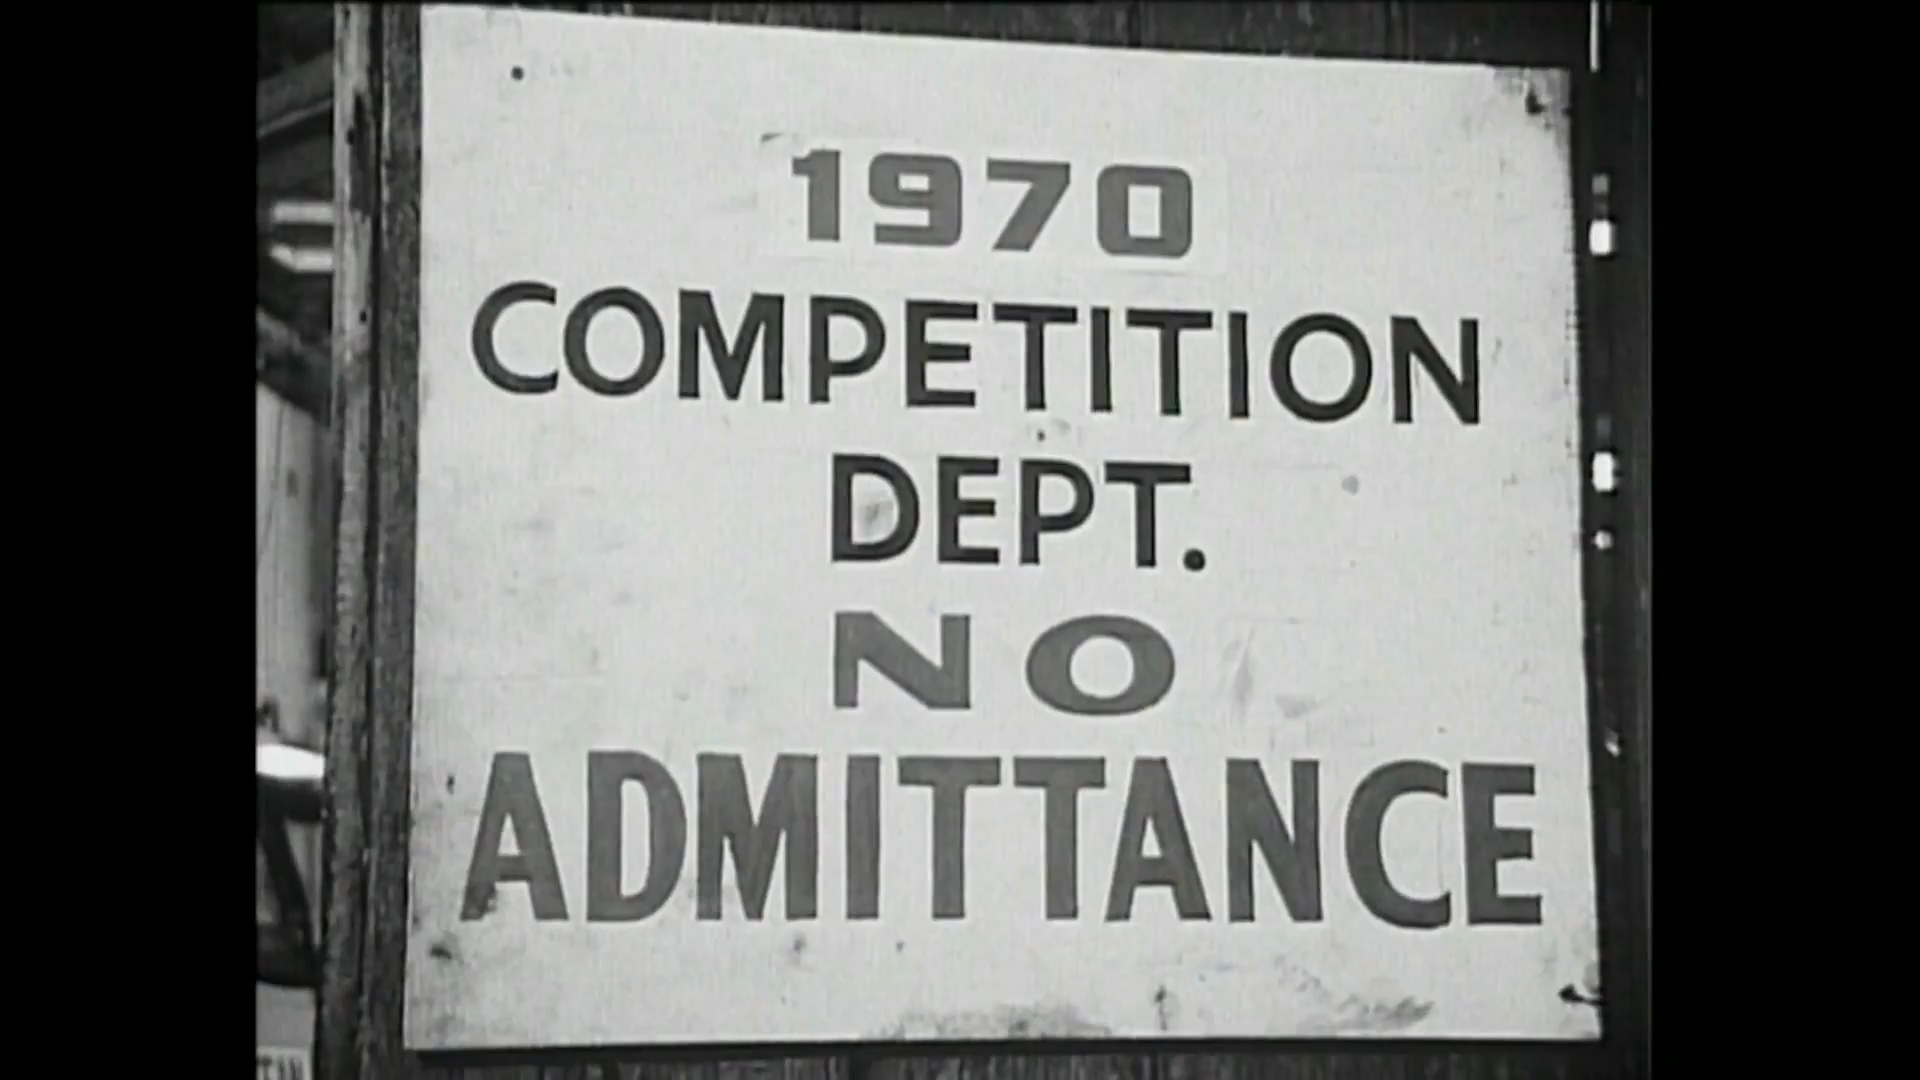 1970
COMPETITION
DEPT.
NO
ADMITTANCE